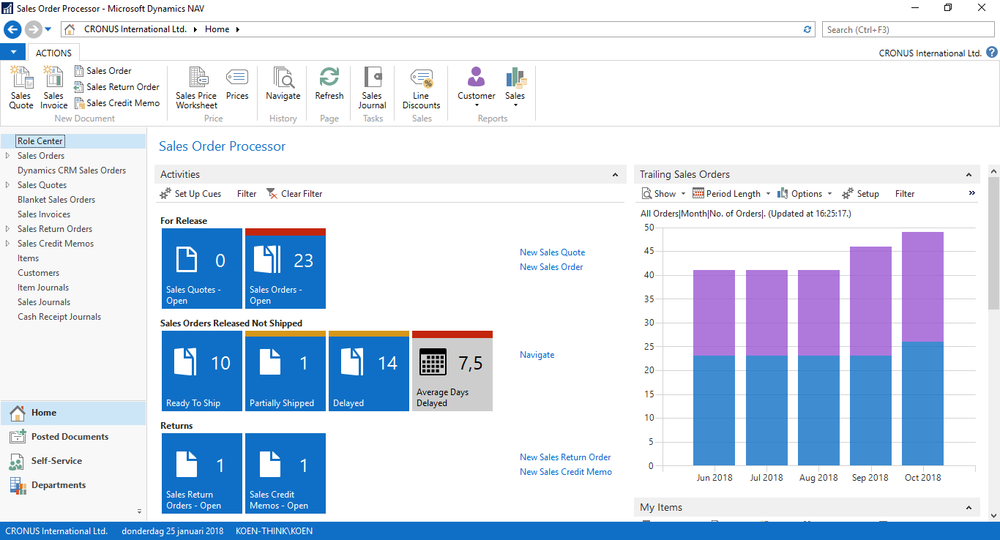 Sales Order Processor - Microsoft Dynamics NAV
CRONUS International Ltd. Home
Search (Ctrl+F3)
ACTIONS
CRONUS International Ltd.
Sales Quote
Sales Invoice
Sales Order
Sales Return Order
Sales Credit Memo
New Document
Sales Price Worksheet
Prices
Price
Navigate
History
Refresh
Page
Sales Journal
Tasks
Line Discounts
Sales
Customer
Sales
Reports
Role Center
Sales Orders
Dynamics CRM Sales Orders
Sales Quotes
Blanket Sales Orders
Sales Invoices
Sales Return Orders
Sales Credit Memos
Items
Customers
Item Journals
Sales Journals
Cash Receipt Journals
Home
Posted Documents
Self-Service
Departments
Sales Order Processor
Activities
Set Up Cues Filter Clear Filter
For Release
0
Sales Quotes -
Open
23
Sales Orders -
Open
New Sales Quote
New Sales Order
Sales Orders Released Not Shipped
10
Ready To Ship
1
Partially Shipped
14
Delayed
7,5
Average Days
Delayed
Navigate
Returns
1
Sales Return
Orders - Open
1
Sales Credit
Memos - Open
New Sales Return Order
New Sales Credit Memo
Trailing Sales Orders
Show Period Length Options Setup Filter
All Orders|Month|No. of Orders|. (Updated at 16:25:17.)
50
45
40
35
30
25
20
15
10
5
0
Jun 2018 Jul 2018 Aug 2018 Sep 2018 Oct 2018
My Items
CRONUS International Ltd. donderdag 25 januari 2018 KOEN-THINK\KOEN